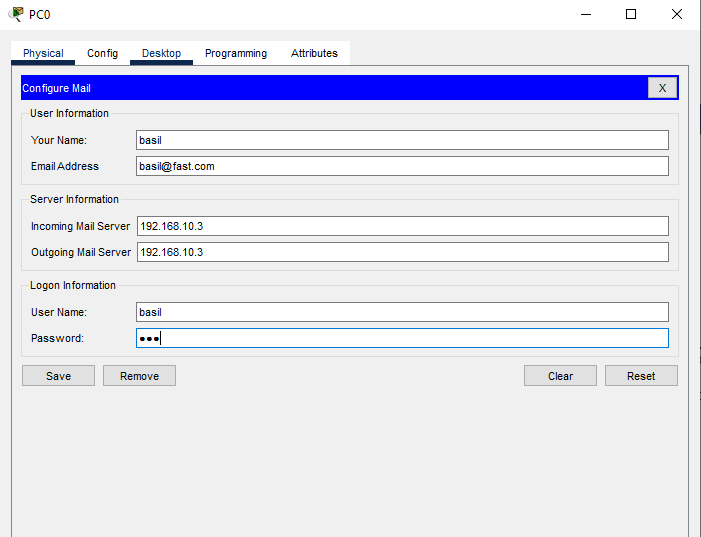 PC0
Physical Config Desktop Programming Attributes
Configure Mail X
User Information
Your Name: basil
Email Address basil@fast.com
Server Information
Incoming Mail Server 192.168.10.3
Outgoing Mail Server 192.168.10.3
Logon Information
User Name: basil
Password: ●●●
Save Remove Clear Reset